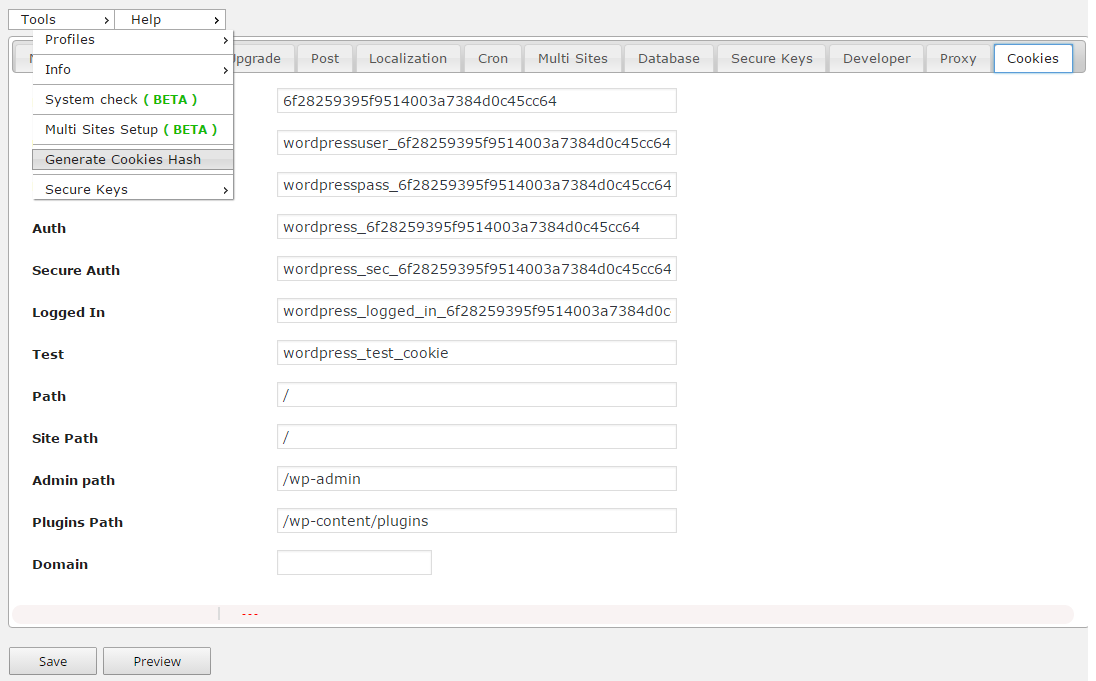 Tools › Help ›
Profiles ›
Upgrade Post Localization Cron Multi Sites Database Secure Keys Developer Proxy Cookies
Info ›
System check ( BETA )
6f28259395f9514003a7384d0c45cc64
Multi Sites Setup ( BETA )
wordpressuser_6f28259395f9514003a7384d0c45cc64
Generate Cookies Hash
Secure Keys ›
wordpresspass_6f28259395f9514003a7384d0c45cc64
Auth wordpress_6f28259395f9514003a7384d0c45cc64
Secure Auth wordpress_sec_6f28259395f9514003a7384d0c45cc64
Logged In wordpress_logged_in_6f28259395f9514003a7384d0c
Test wordpress_test_cookie
Path /
Site Path /
Admin path /wp-admin
Plugins Path /wp-content/plugins
Domain
---
Save Preview